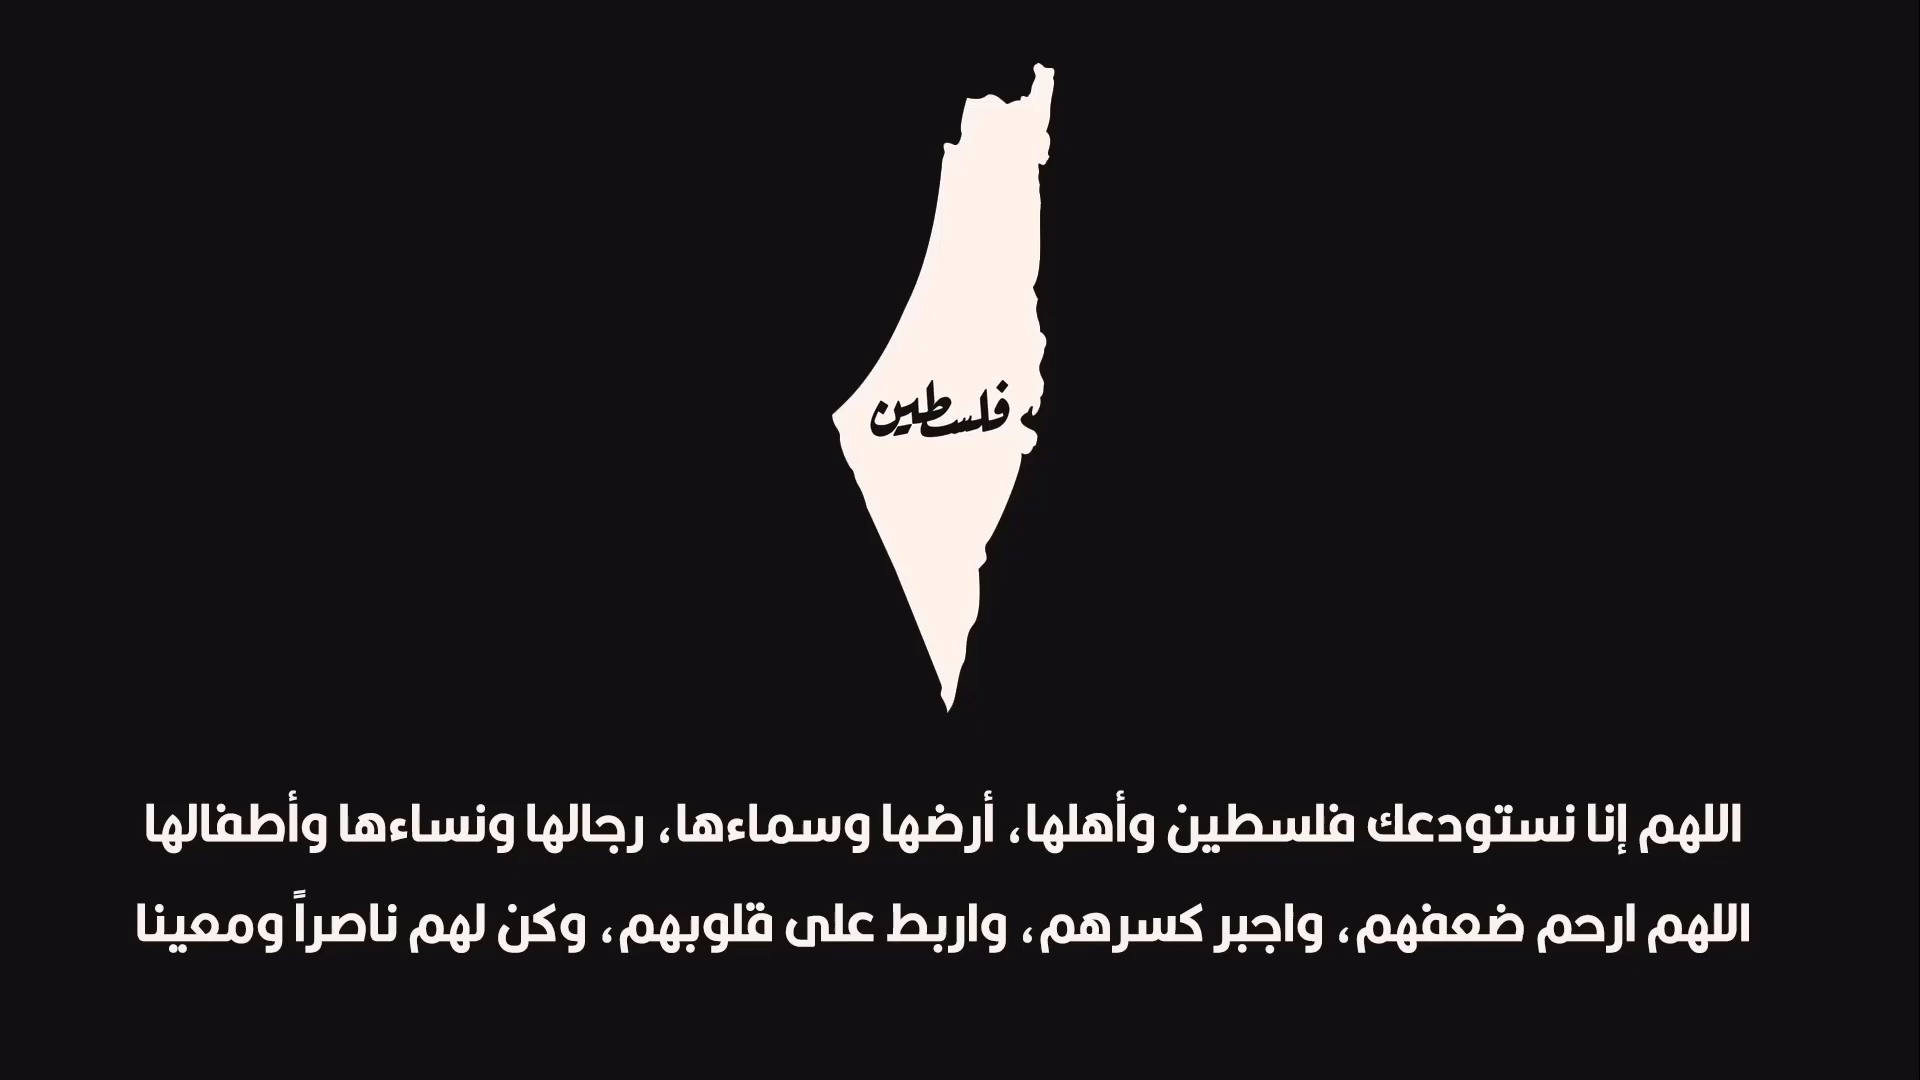 فلسطين
اللهم إنا نستودعك فلسطين وأهلها، أرضها وسماءها، رجالها ونساءها وأطفالها
اللهم ارحم ضعفهم، واجبر كسرهم، واربط على قلوبهم، وكن لهم ناصراً ومعينا